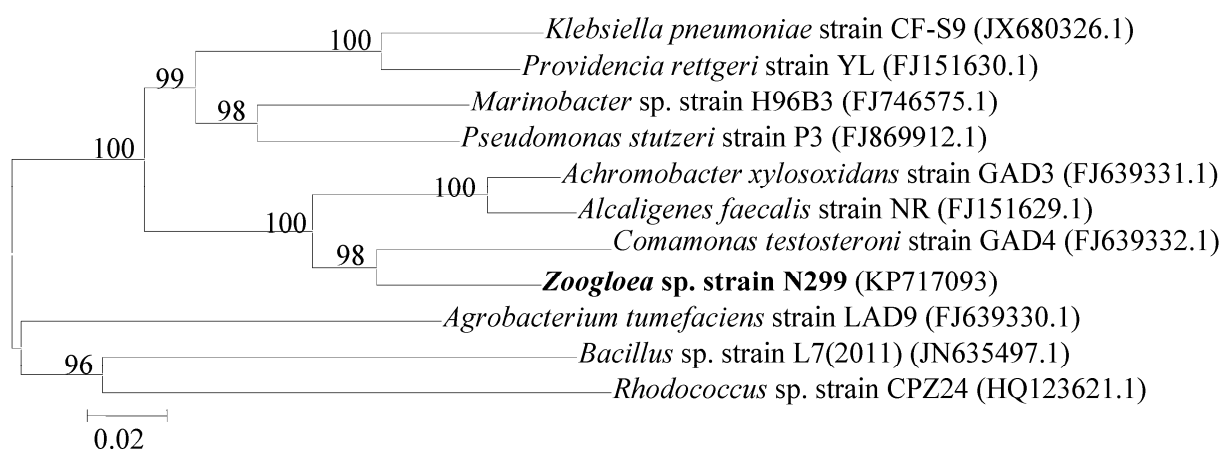 Klebsiella pneumoniae strain CF-S9 (JX680326.1)
100
Providencia rettgeri strain YL (FJ151630.1)
99
Marinobacter sp. strain H96B3 (FJ746575.1)
98
Pseudomonas stutzeri strain P3 (FJ869912.1)
100
Achromobacter xylosoxidans strain GAD3 (FJ639331.1)
100
Alcaligenes faecalis strain NR (FJ151629.1)
100
Comamonas testosteroni strain GAD4 (FJ639332.1)
98
Zoogloea sp. strain N299 (KP717093)
Agrobacterium tumefaciens strain LAD9 (FJ639330.1)
Bacillus sp. strain L7(2011) (JN635497.1)
96
Rhodococcus sp. strain CPZ24 (HQ123621.1)
0.02